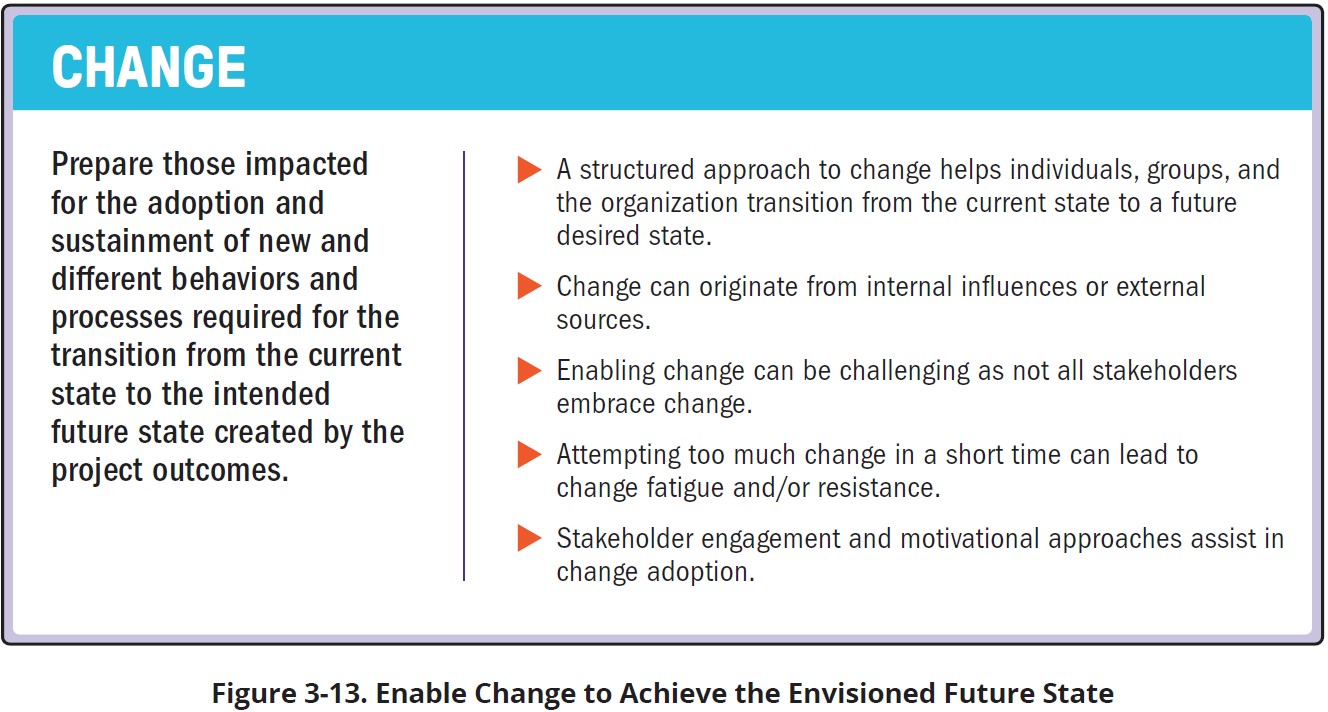 CHANGE
Prepare those impacted
for the adoption and
sustainment of new and
different behaviors and
processes required for the
transition from the current
state to the intended
future state created by the
project outcomes.
A structured approach to change helps individuals, groups, and
the organization transition from the current state to a future
desired state.
Change can originate from internal influences or external
sources.
Enabling change can be challenging as not all stakeholders
embrace change.
Attempting too much change in a short time can lead to
change fatigue and/or resistance.
Stakeholder engagement and motivational approaches assist in
change adoption.
Figure 3-13. Enable Change to Achieve the Envisioned Future State